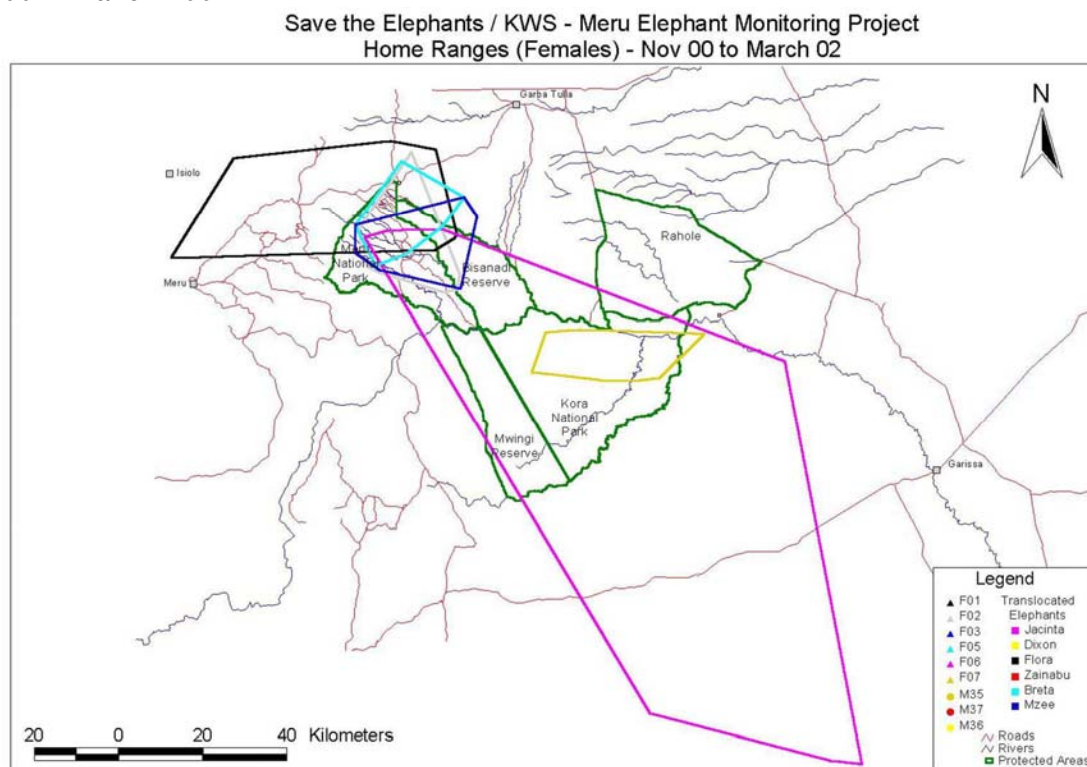 Save the Elephants / KWS - Meru Elephant Monitoring Project
Home Ranges (Females) - Nov 00 to March 02
N
Garba Tulla
Isiolo
Rahole
Meru
National
Park
Bisanadi
Reserve
Meru
Kora
National
Park
Mwingi
Reserve
Garissa
Legend
F01
F02
F03
F05
F06
F07
M35
M37
M36
Translocated
Elephants
Jacinta
Dixon
Flora
Zainabu
Breta
Mzee
Roads
Rivers
Protected Areas
20 0 20 40 Kilometers